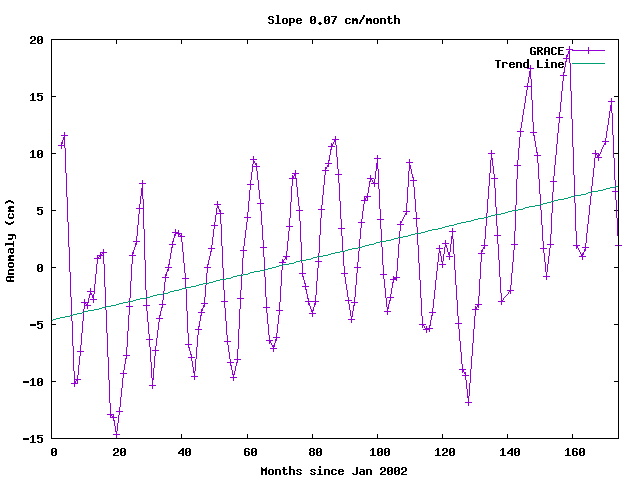 Slope 0.07 cm/month
20
GRACE
Trend Line
15
10
5
0
-5
-10
-15
Anomaly (cm)
0 20 40 60 80 100 120 140 160
Months since Jan 2002